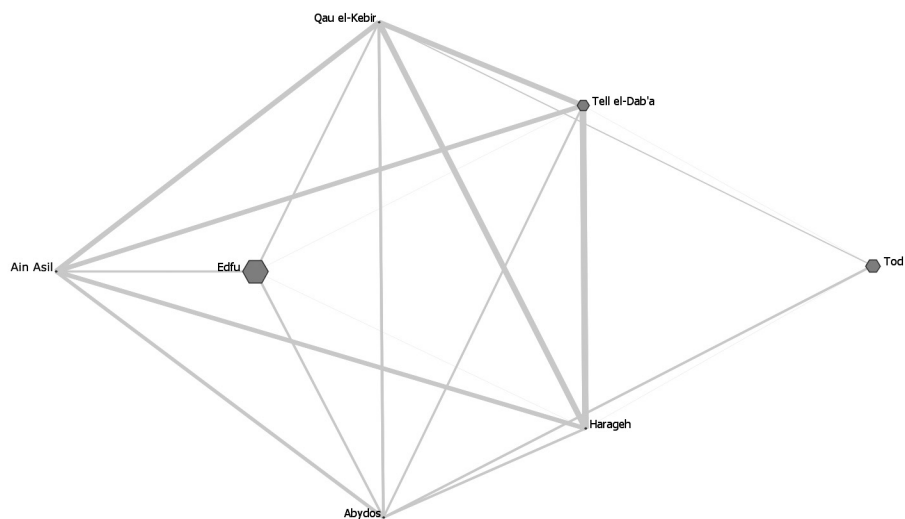 Qau el-Kebir
Tell el-Dab'a
Ain Asil
Edfu
Tod
Harageh
Abydos